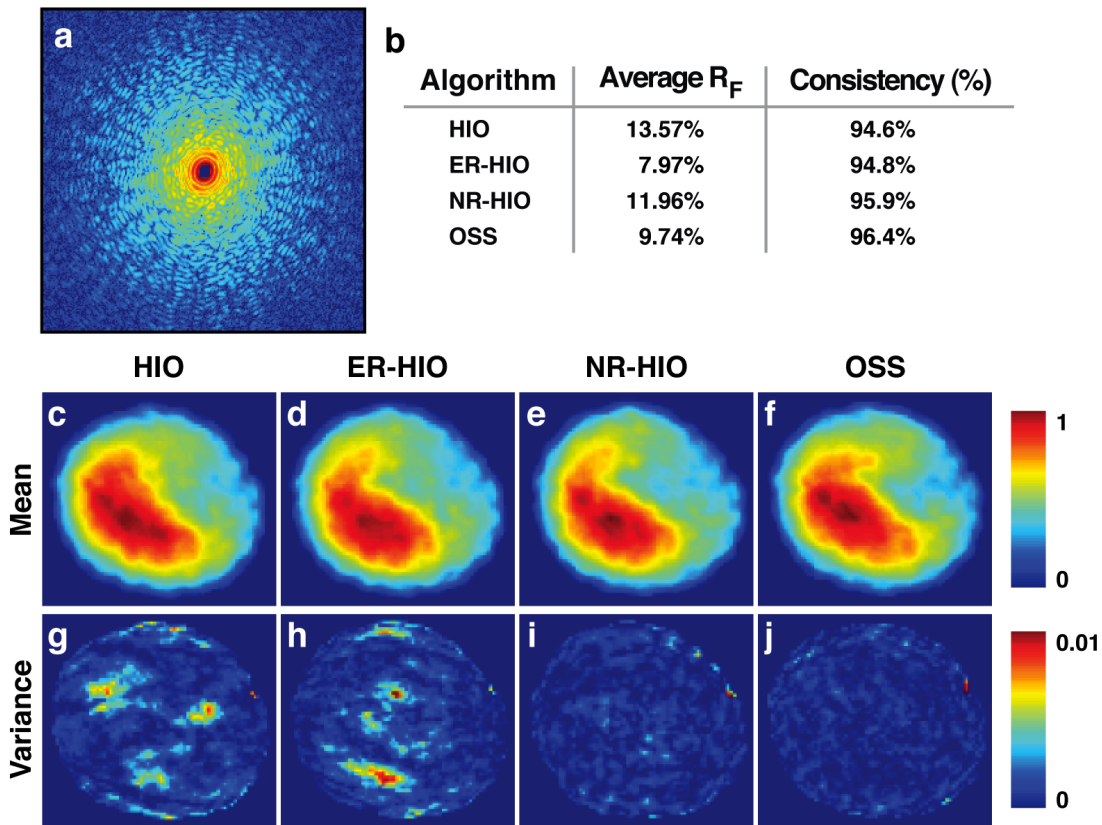 a
b
Algorithm Average R_F Consistency (%)
HIO 13.57% 94.6%
ER-HIO 7.97% 94.8%
NR-HIO 11.96% 95.9%
OSS 9.74% 96.4%
HIO ER-HIO NR-HIO OSS
Mean
c d e f
1
0
Variance
g h i j
0.01
0